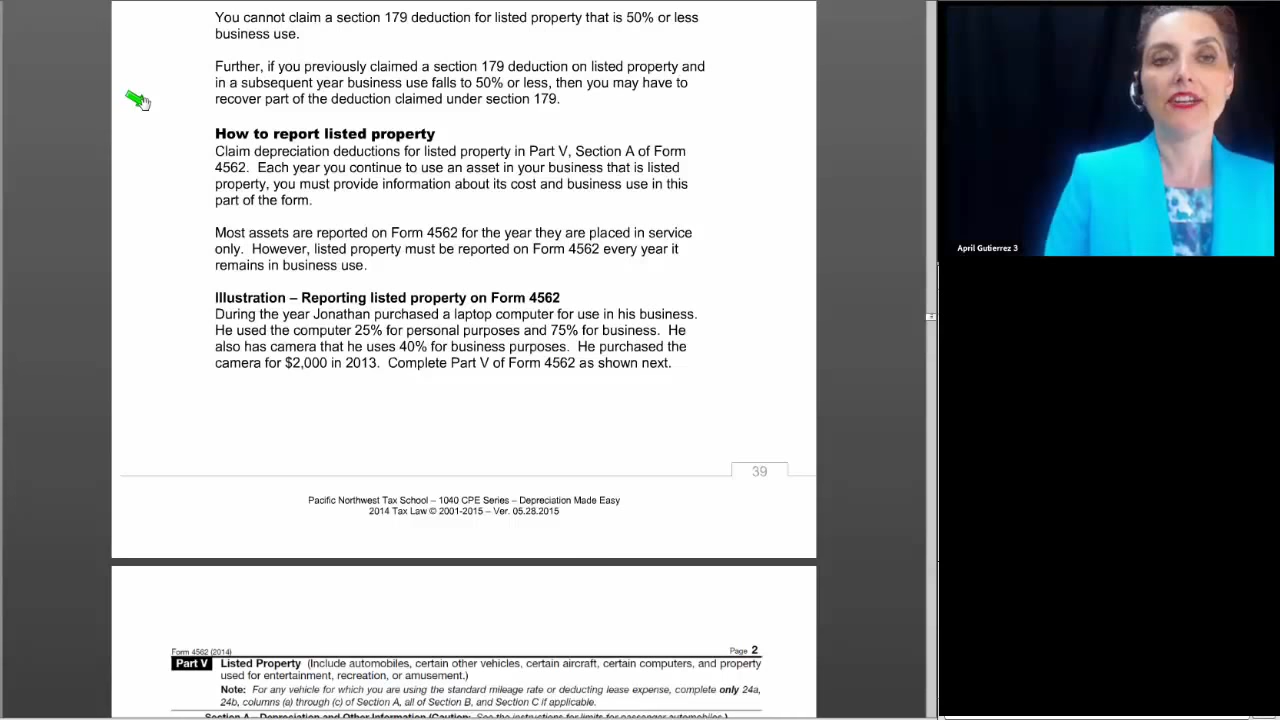 You cannot claim a section 179 deduction for listed property that is 50% or less
business use.
Further, if you previously claimed a section 179 deduction on listed property and
in a subsequent year business use falls to 50% or less, then you may have to
recover part of the deduction claimed under section 179.
How to report listed property
Claim depreciation deductions for listed property in Part V, Section A of Form
4562. Each year you continue to use an asset in your business that is listed
property, you must provide information about its cost and business use in this
part of the form.
Most assets are reported on Form 4562 for the year they are placed in service
only. However, listed property must be reported on Form 4562 every year it
remains in business use.
Illustration – Reporting listed property on Form 4562
During the year Jonathan purchased a laptop computer for use in his business.
He used the computer 25% for personal purposes and 75% for business. He
also has camera that he uses 40% for business purposes. He purchased the
camera for $2,000 in 2013. Complete Part V of Form 4562 as shown next.
39
Pacific Northwest Tax School – 1040 CPE Series – Depreciation Made Easy
2014 Tax Law © 2001-2015 – Ver. 05.28.2015
Form 4562 (2014) Page 2
Part V Listed Property (Include automobiles, certain other vehicles, certain aircraft, certain computers, and property
used for entertainment, recreation, or amusement.)
Note: For any vehicle for which you are using the standard mileage rate or deducting lease expense, complete only 24a,
24b, columns (a) through (c) of Section A, all of Section B, and Section C if applicable.
Section A—Depreciation and Other Information (Caution: See the instructions for limits for passenger automobiles.)
April Gutierrez 3